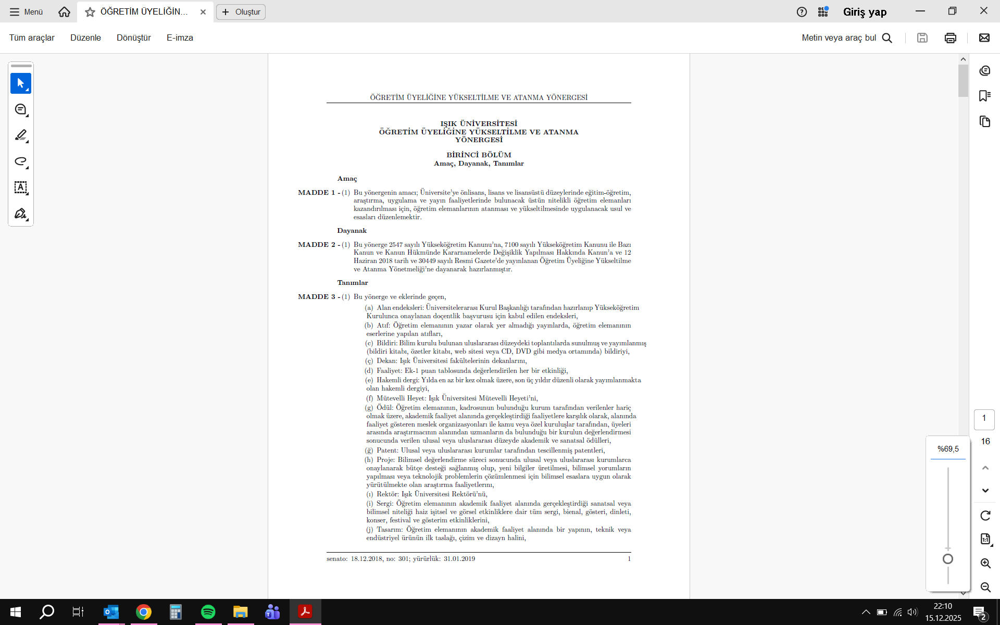 Menü
ÖĞRETİM ÜYELİĞİN...
Oluştur
Giriş yap
Tüm araçlar
Düzenle
Dönüştür
E-imza
Metin veya araç bul
ÖĞRETİM ÜYELİĞİNE YÜKSELTİLME VE ATANMA YÖNERGESİ
IŞIK ÜNİVERSİTESİ
ÖĞRETİM ÜYELİĞİNE YÜKSELTİLME VE ATANMA
YÖNERGESİ
BİRİNCİ BÖLÜM
Amaç, Dayanak, Tanımlar
Amaç
MADDE 1 - (1) Bu yönergenin amacı; Üniversite'ye önlisans, lisans ve lisansüstü düzeylerinde eğitim-öğretim,
araştırma, uygulama ve yayın faaliyetlerinde bulunacak üstün nitelikli öğretim elemanları
kazandırılması için, öğretim elemanlarının atanması ve yükseltilmesinde uygulanacak usul ve
esasları düzenlemektir.
Dayanak
MADDE 2 - (1) Bu yönerge 2547 sayılı Yükseköğretim Kanunu'na, 7100 sayılı Yükseköğretim Kanunu ile Bazı
Kanun ve Kanun Hükmünde Kararnamelerde Değişiklik Yapılması Hakkında Kanun'a ve 12
Haziran 2018 tarih ve 30449 sayılı Resmi Gazete'de yayınlanan Öğretim Üyeliğine Yükseltilme
ve Atanma Yönetmeliği'ne dayanarak hazırlanmıştır.
Tanımlar
MADDE 3 - (1) Bu yönerge ve eklerinde geçen,
(a) Alan endeksleri: Üniversitelerarası Kurul Başkanlığı tarafından hazırlanıp Yükseköğretim
Kurulunca onaylanan doçentlik başvurusu için kabul edilen endeksleri,
(b) Atıf: Öğretim elemanının yazar olarak yer almadığı yayınlarda, öğretim elemanının
eserlerine yapılan atıfları,
(c) Bildiri: Bilim kurulu bulunan uluslararası düzeydeki toplantılarda sunulmuş ve yayımlanmış
(bildiri kitabı, özetler kitabı, web sitesi veya CD, DVD gibi medya ortamında) bildiriyi,
(ç) Dekan: Işık Üniversitesi fakültelerinin dekanlarını,
(d) Faaliyet: Ek-1 puan tablosunda değerlendirilen her bir etkinliği,
(e) Hakemli dergi: Yılda en az bir kez olmak üzere, son üç yıldır düzenli olarak yayımlanmakta
olan hakemli dergiyi,
(f) Mütevelli Heyet: Işık Üniversitesi Mütevelli Heyeti'ni,
(g) Ödül: Öğretim elemanının, kadrosunun bulunduğu kurum tarafından verilenler hariç
olmak üzere, akademik faaliyet alanında gerçekleştirdiği faaliyetlere karşılık olarak, alanında
faaliyet gösteren meslek organizasyonları ile kamu veya özel kuruluşlar tarafından, üyeleri
arasında araştırmacının alanından uzmanların da bulunduğu bir kurulun değerlendirmesi
sonucunda verilen ulusal veya uluslararası düzeyde akademik ve sanatsal ödülleri,
(ğ) Patent: Ulusal veya uluslararası kurumlar tarafından tescillenmiş patentleri,
(h) Proje: Bilimsel değerlendirme süreci sonucunda ulusal veya uluslararası kurumlarca
onaylanarak bütçe desteği sağlanmış olup, yeni bilgiler üretilmesi, bilimsel yorumların
yapılması veya teknolojik problemlerin çözümlenmesi için bilimsel esaslara uygun olarak
yürütülmekte olan araştırma faaliyetlerini,
(ı) Rektör: Işık Üniversitesi Rektörü'nü,
(i) Sergi: Öğretim elemanının akademik faaliyet alanında gerçekleştirdiği sanatsal veya
bilimsel niteliği haiz işitsel ve görsel etkinliklere dair tüm sergi, bienal, gösteri, dinleti,
konser, festival ve gösterim etkinliklerini,
(j) Tasarım: Öğretim elemanının akademik faaliyet alanında bir yapının, teknik veya
endüstriyel ürünün ilk taslağı, çizim ve dizayn halini,
senato: 18.12.2018, no: 301; yürürlük: 31.01.2019 1
1
16
%69,5
22:10
15.12.2025
2